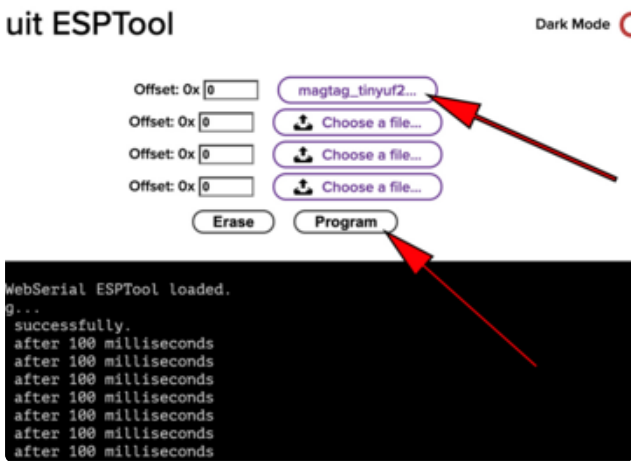 uit ESPTool
Dark Mode
Offset: 0x 0 magtag_tinyuf2...
Offset: 0x 0 Choose a file...
Offset: 0x 0 Choose a file...
Offset: 0x 0 Choose a file...
Erase Program
WebSerial ESPTool loaded.
g...
successfully.
after 100 milliseconds
after 100 milliseconds
after 100 milliseconds
after 100 milliseconds
after 100 milliseconds
after 100 milliseconds
after 100 milliseconds